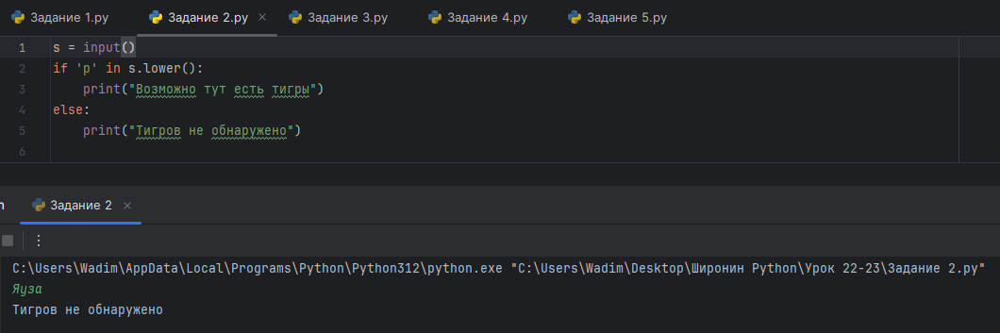 Задание 1.py Задание 2.py × Задание 3.py Задание 4.py Задание 5.py
1 s = input()
2 if 'р' in s.lower():
3 print("Возможно тут есть тигры")
4 else:
5 print("Тигров не обнаружено")
6
n Задание 2 ×
C:\Users\Wadim\AppData\Local\Programs\Python\Python312\python.exe "C:\Users\Wadim\Desktop\Широнин Python\Урок 22-23\Задание 2.py"
Яуза
Тигров не обнаружено